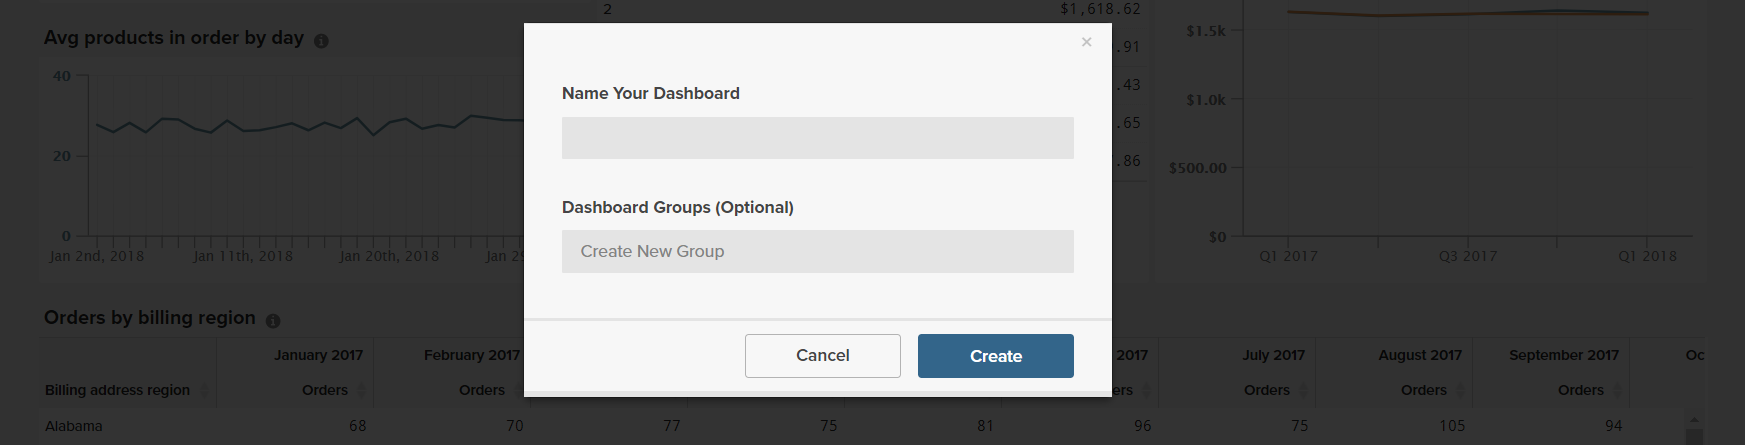 2 $1,618.62
Avg products in order by day
.91
.43
.65
.86
40
20
0
Jan 2nd, 2018 Jan 11th, 2018 Jan 20th, 2018 Jan 29
$1.5k
$1.0k
$500.00
$0
Q1 2017 Q3 2017 Q1 2018
×
Name Your Dashboard
Dashboard Groups (Optional)
Create New Group
Cancel Create
Orders by billing region
January 2017 February 2017 2017 July 2017 August 2017 September 2017 Oc
Billing address region Orders Orders ers Orders Orders Orders
Alabama 68 70 77 75 81 96 75 105 94